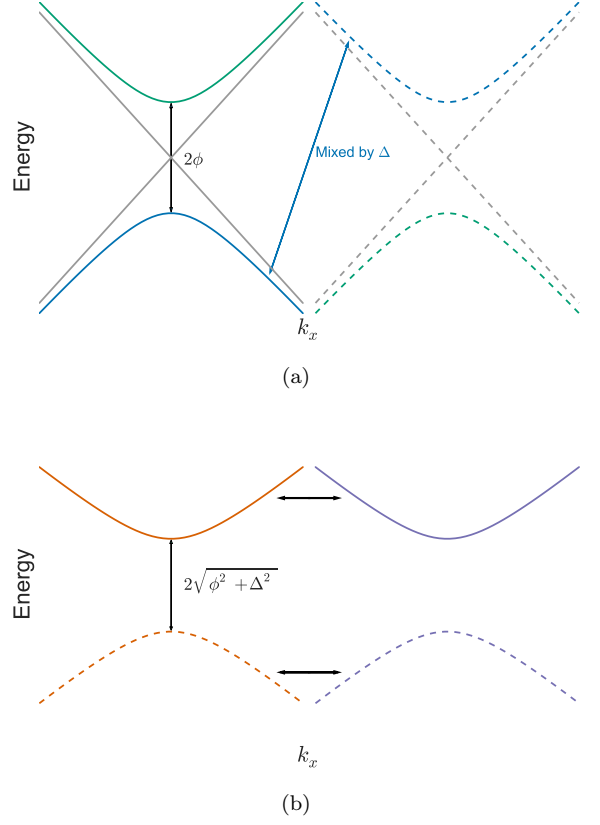 Energy
2ϕ
Mixed by Δ
k_x
(a)
Energy
2√(ϕ² + Δ²)
k_x
(b)